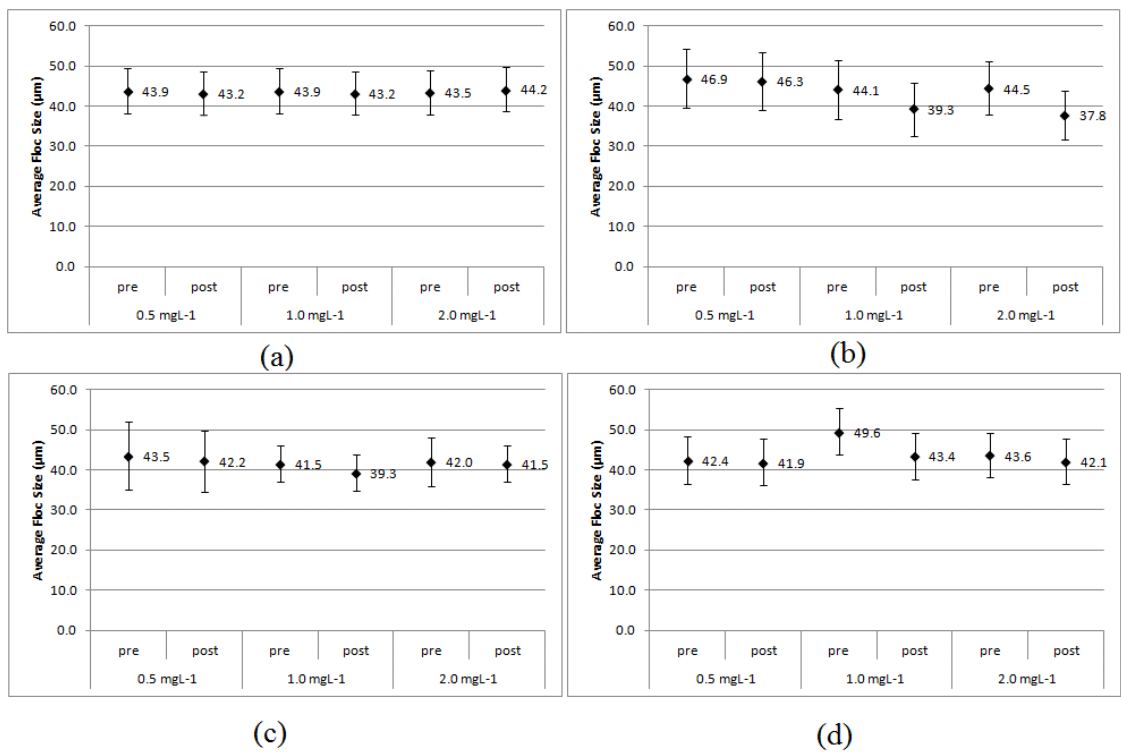 60.0
50.0
40.0
30.0
20.0
10.0
0.0
Average Floc Size (µm)
43.9 43.2 43.9 43.2 43.5 44.2
pre post pre post pre post
0.5 mgL-1 1.0 mgL-1 2.0 mgL-1
(a)
60.0
50.0
40.0
30.0
20.0
10.0
0.0
Average Floc Size (µm)
46.9 46.3 44.1 39.3 44.5 37.8
pre post pre post pre post
0.5 mgL-1 1.0 mgL-1 2.0 mgL-1
(b)
60.0
50.0
40.0
30.0
20.0
10.0
0.0
Average Floc Size (µm)
43.5 42.2 41.5 39.3 42.0 41.5
pre post pre post pre post
0.5 mgL-1 1.0 mgL-1 2.0 mgL-1
(c)
60.0
50.0
40.0
30.0
20.0
10.0
0.0
Average Floc Size (µm)
42.4 41.9 49.6 43.4 43.6 42.1
pre post pre post pre post
0.5 mgL-1 1.0 mgL-1 2.0 mgL-1
(d)